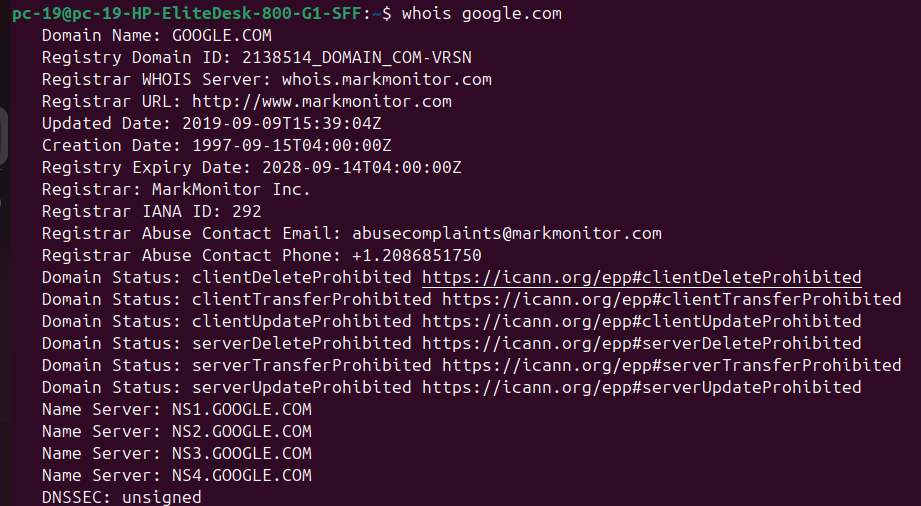 pc-19@pc-19-HP-EliteDesk-800-G1-SFF:~$ whois google.com
Domain Name: GOOGLE.COM
Registry Domain ID: 2138514_DOMAIN_COM-VRSN
Registrar WHOIS Server: whois.markmonitor.com
Registrar URL: http://www.markmonitor.com
Updated Date: 2019-09-09T15:39:04Z
Creation Date: 1997-09-15T04:00:00Z
Registry Expiry Date: 2028-09-14T04:00:00Z
Registrar: MarkMonitor Inc.
Registrar IANA ID: 292
Registrar Abuse Contact Email: abusecomplaints@markmonitor.com
Registrar Abuse Contact Phone: +1.2086851750
Domain Status: clientDeleteProhibited https://icann.org/epp#clientDeleteProhibited
Domain Status: clientTransferProhibited https://icann.org/epp#clientTransferProhibited
Domain Status: clientUpdateProhibited https://icann.org/epp#clientUpdateProhibited
Domain Status: serverDeleteProhibited https://icann.org/epp#serverDeleteProhibited
Domain Status: serverTransferProhibited https://icann.org/epp#serverTransferProhibited
Domain Status: serverUpdateProhibited https://icann.org/epp#serverUpdateProhibited
Name Server: NS1.GOOGLE.COM
Name Server: NS2.GOOGLE.COM
Name Server: NS3.GOOGLE.COM
Name Server: NS4.GOOGLE.COM
DNSSEC: unsigned